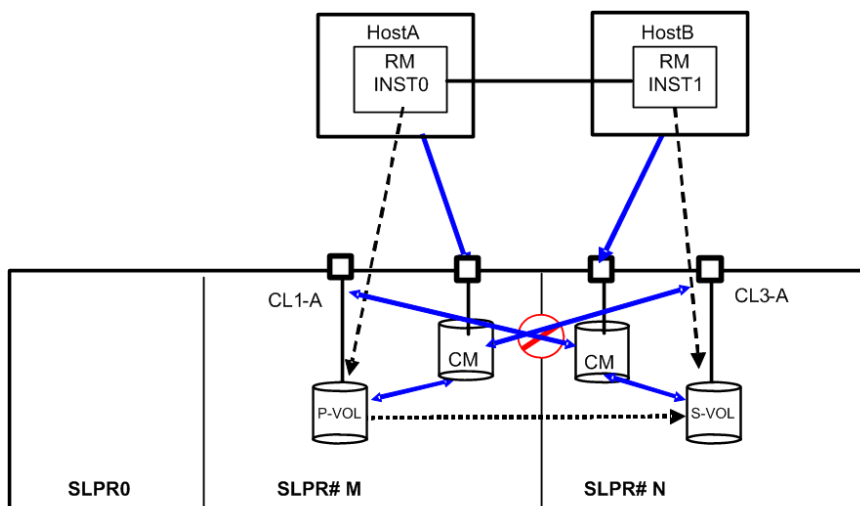 HostA
HostB
RM
INST0
RM
INST1
CL1-A
CL3-A
CM
CM
P-VOL
S-VOL
SLPR0
SLPR# M
SLPR# N